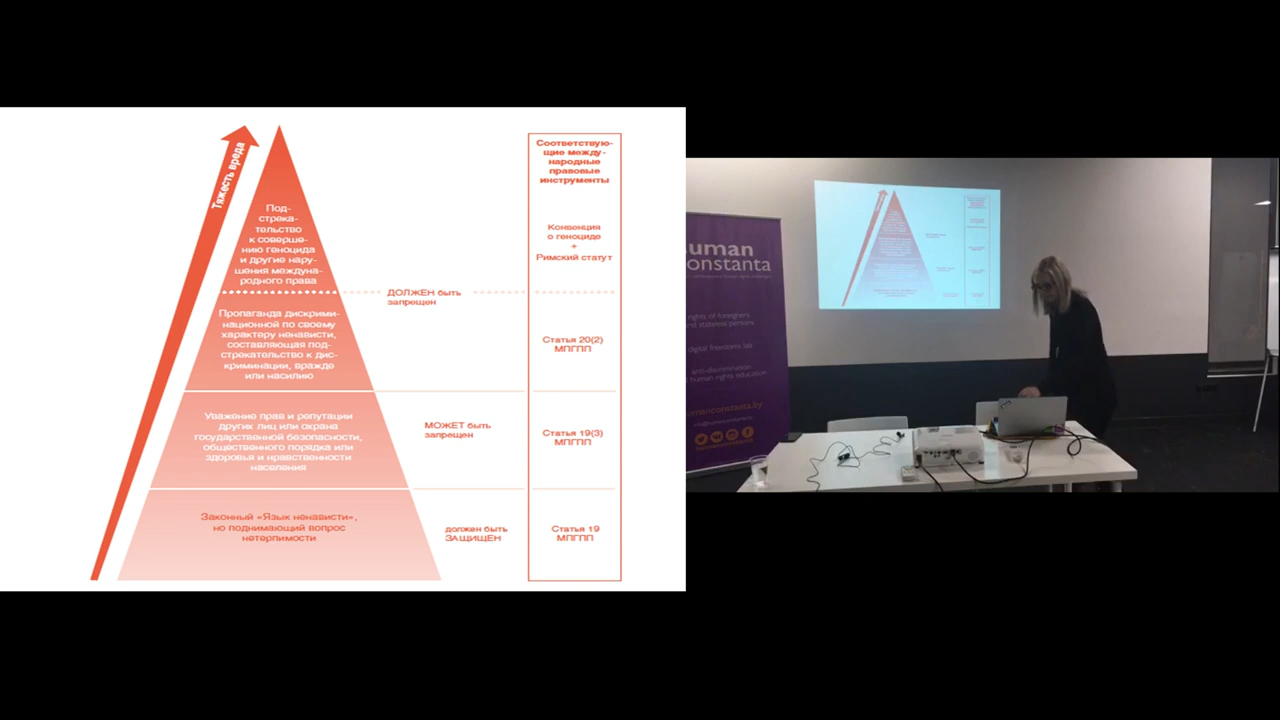 Тяжесть вреда
Под-
стрека-
тельство
к соверше-
нию геноцида
и другие нару-
шения междуна-
родного права
Пропаганда дискрими-
национной по своему
характеру ненависти,
составляющая под-
стрекательство к дис-
криминации, вражде
или насилию
Уважение прав и репутации
других лиц или охрана
государственной безопасности,
общественного порядка или
здоровья и нравственности
населения
Законный «Язык ненависти»,
но поднимающий вопрос
нетерпимости
ДОЛЖЕН быть
запрещен
МОЖЕТ быть
запрещен
должен быть
ЗАЩИЩЕН
Соответствую-
щие между-
народные
правовые
инструменты
Конвенция
о геноциде
+
Римский статут
Статья 20(2)
МПГПП
Статья 19(3)
МПГПП
Статья 19
МПГПП
uman
onstanta
rights of foreigners
nd stateless persons
digital freedoms lab
anti-discrimination
human rights education
umanconstanta.by